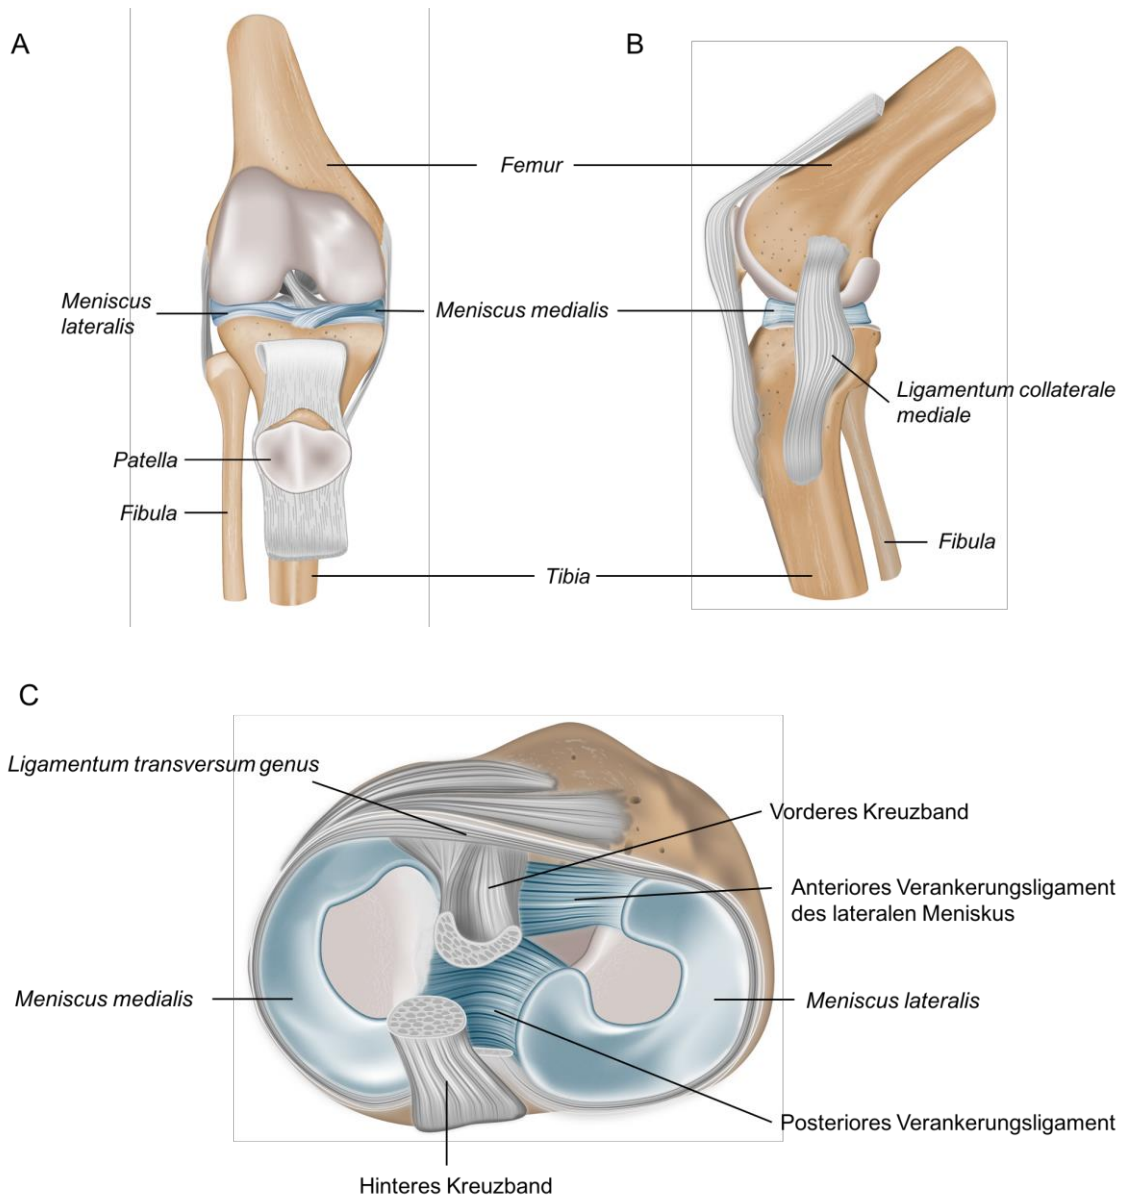 A
B
Femur
Meniscus
lateralis
Meniscus medialis
Ligamentum collaterale
mediale
Patella
Fibula
Fibula
Tibia
C
Ligamentum transversum genus
Vorderes Kreuzband
Anteriores Verankerungsligament
des lateralen Meniskus
Meniscus medialis
Meniscus lateralis
Posteriores Verankerungsligament
Hinteres Kreuzband